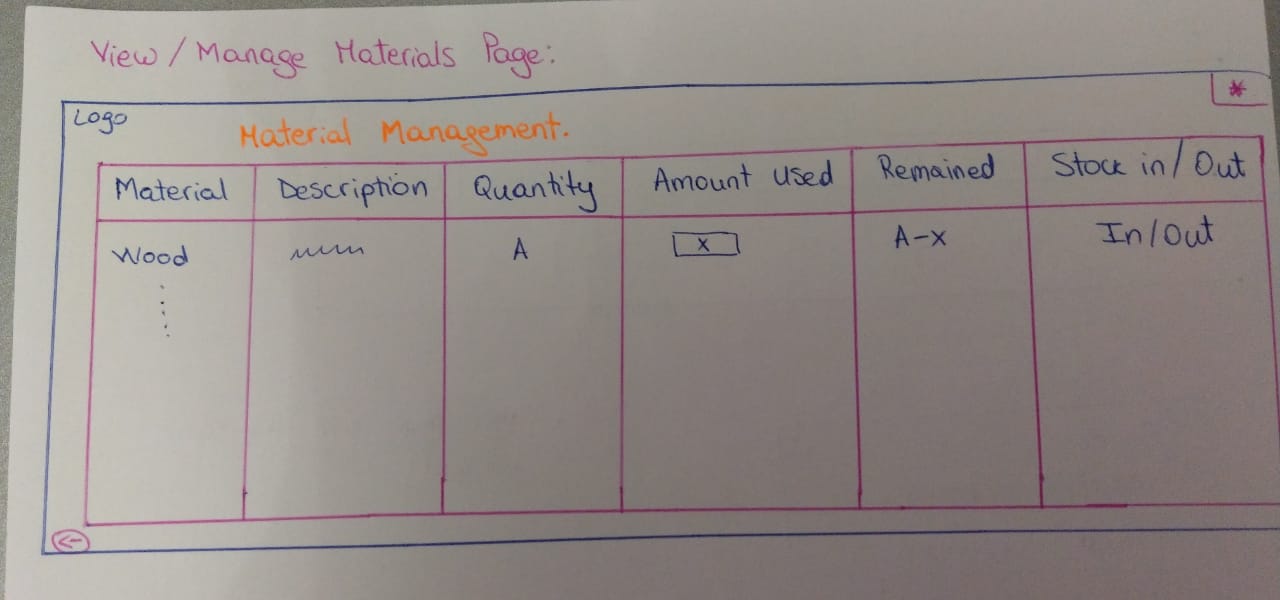 View / Manage Materials Page:
*
Logo
Material Management.
Material Description Quantity Amount Used Remained Stock in / Out
Wood A X A-X In/Out